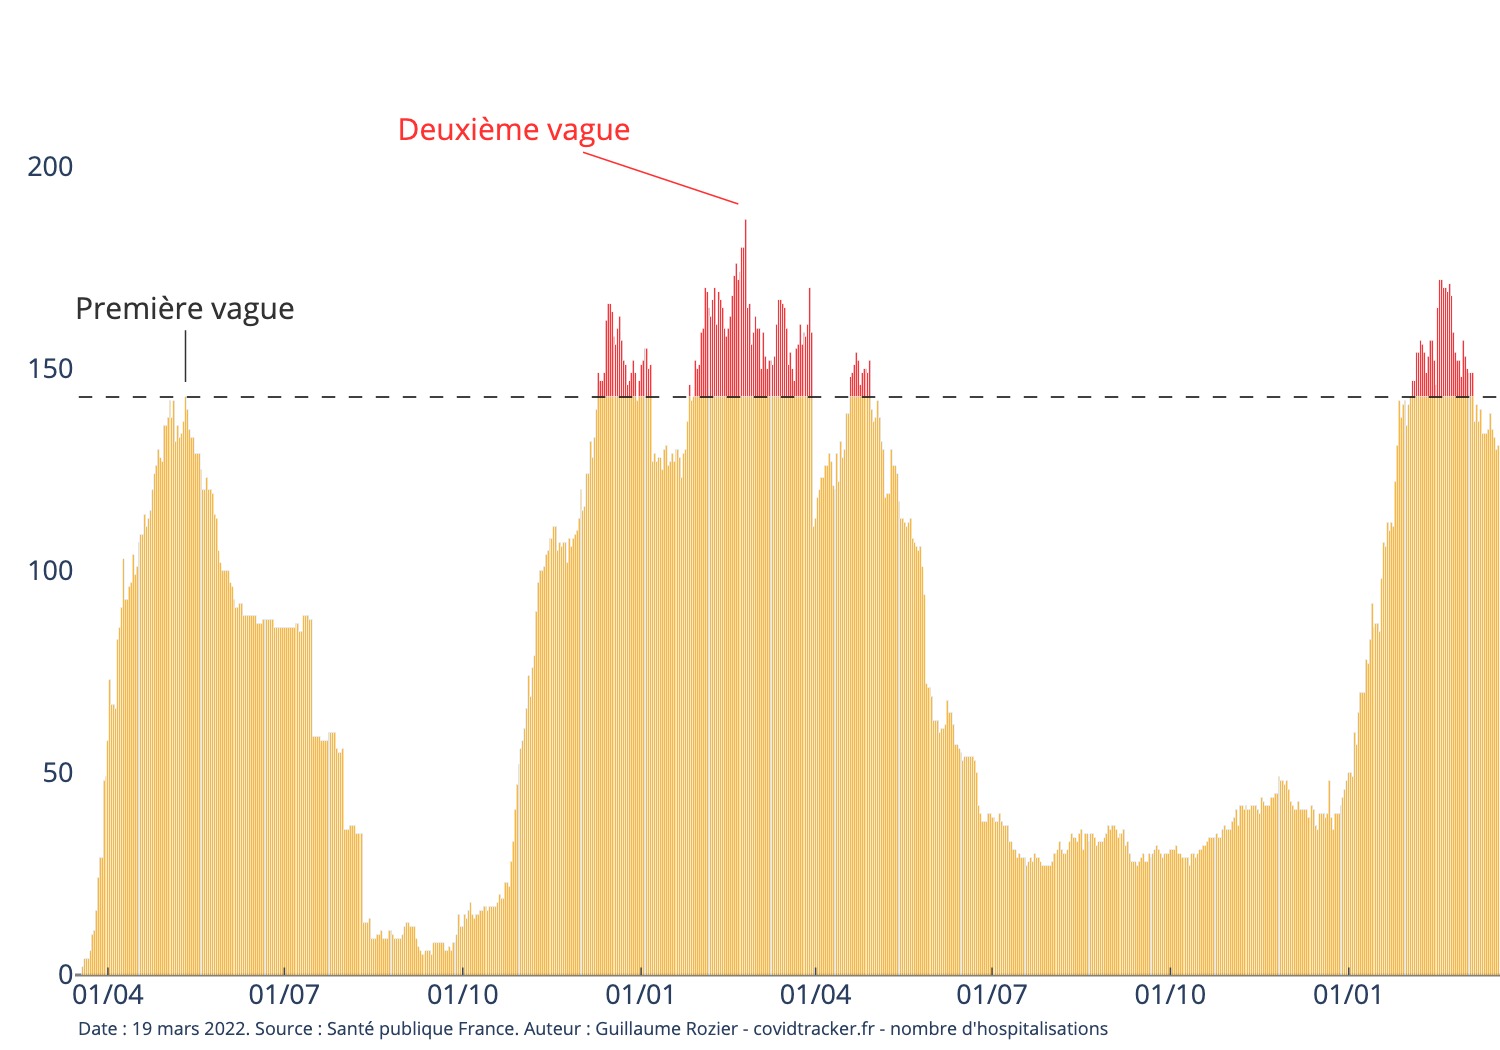 Deuxième vague
200
Première vague
150
100
50
0
01/04 01/07 01/10 01/01 01/04 01/07 01/10 01/01
Date : 19 mars 2022. Source : Santé publique France. Auteur : Guillaume Rozier - covidtracker.fr - nombre d'hospitalisations